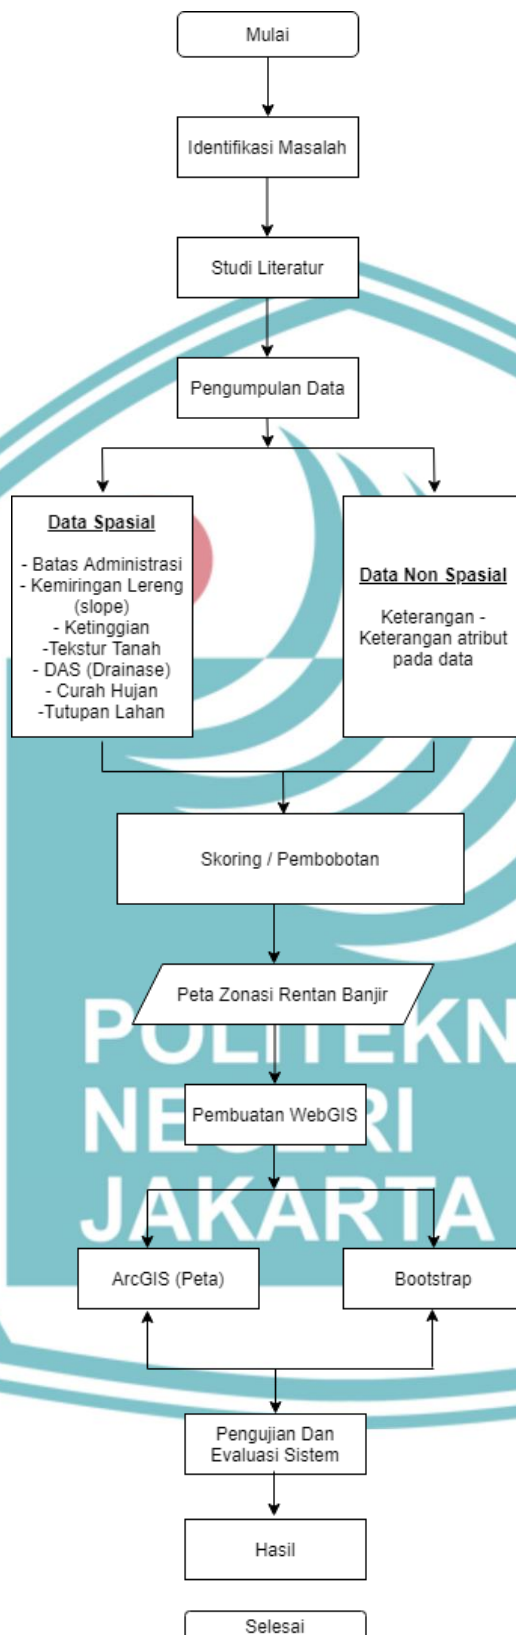 Mulai
Identifikasi Masalah
Studi Literatur
Pengumpulan Data
Data Spasial
- Batas Administrasi
- Kemiringan Lereng
(slope)
- Ketinggian
-Tekstur Tanah
- DAS (Drainase)
- Curah Hujan
-Tutupan Lahan
Data Non Spasial
Keterangan -
Keterangan atribut
pada data
Skoring / Pembobotan
Peta Zonasi Rentan Banjir
POLITEKN
Pembuatan WebGIS
NEGERI
JAKARTA
ArcGIS (Peta)
Bootstrap
Pengujian Dan
Evaluasi Sistem
Hasil
Selesai